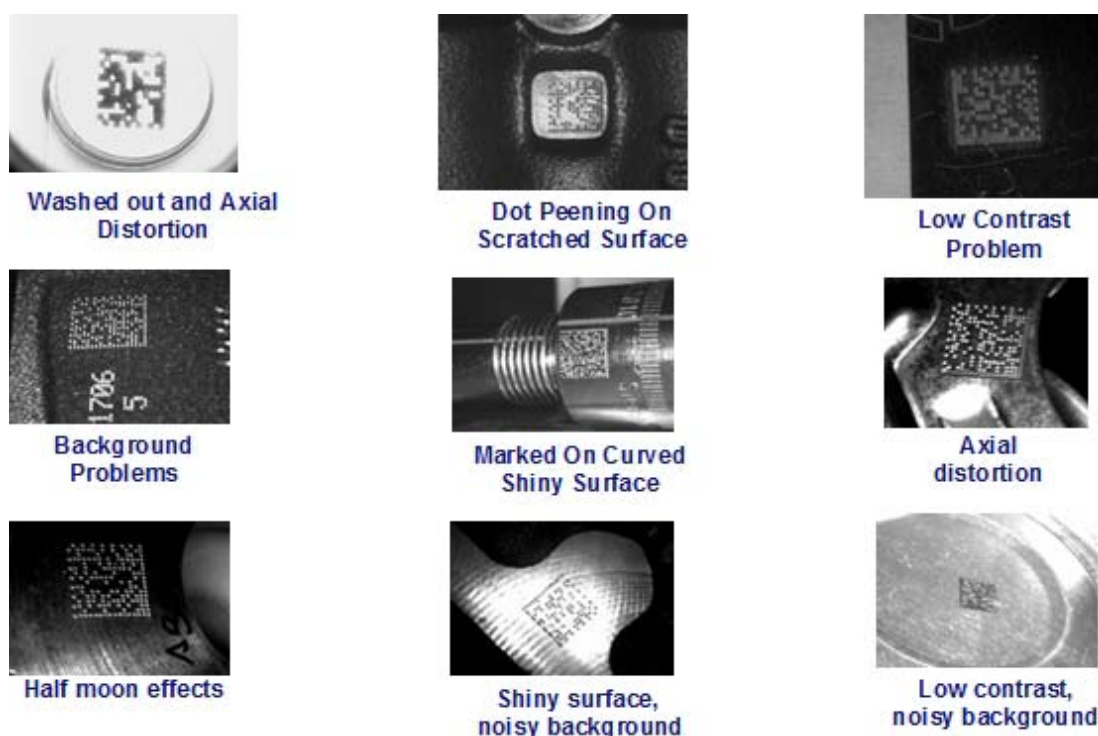 Washed out and Axial
Distortion
Dot Peening On
Scratched Surface
Low Contrast
Problem
1706
5
Background
Problems
Marked On Curved
Shiny Surface
Axial
distortion
Half moon effects
Shiny surface,
noisy background
Low contrast,
noisy background